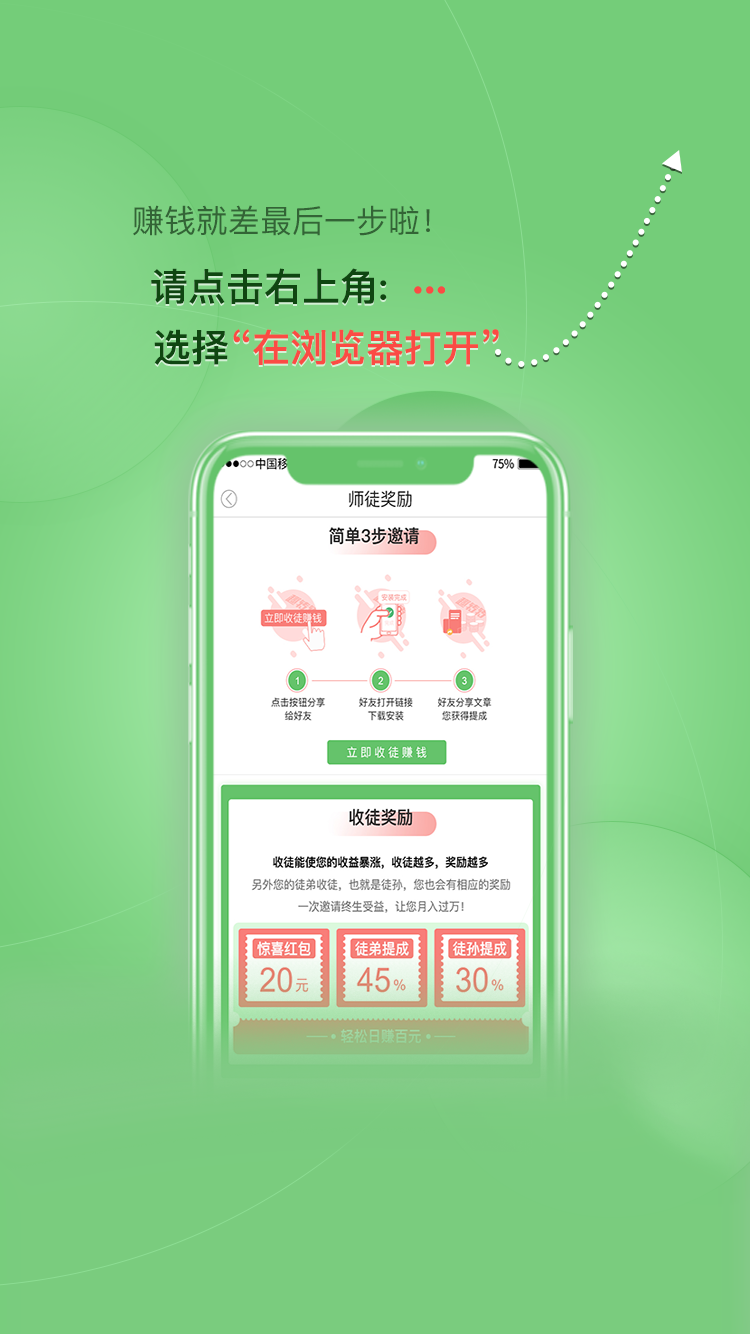 赚钱就差最后一步啦！
请点击右上角: •••
选择“在浏览器打开”
中国移
75%
师徒奖励
简单3步邀请
立即收徒赚钱
安装完成
1
2
3
点击按钮分享
给好友
好友打开链接
下载安装
好友分享文章
您获得提成
立即收徒赚钱
收徒奖励
收徒能使您的收益暴涨，收徒越多，奖励越多
另外您的徒弟收徒，也就是徒孙，您也会有相应的奖励
一次邀请终生受益，让您月入过万！
惊喜红包
20元
徒弟提成
45%
徒孙提成
30%
轻松日赚百元